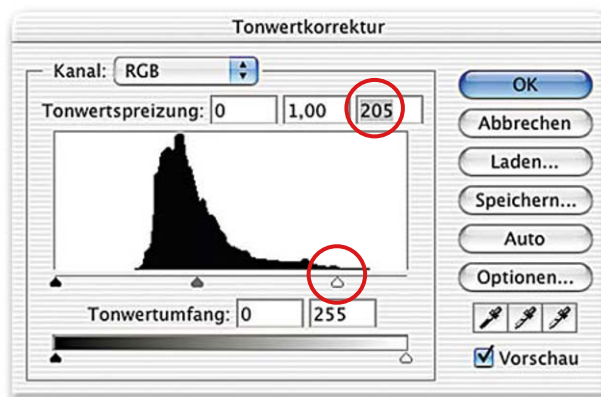 Tonwertkorrektur
Kanal: RGB
Tonwertspreizung: 0 1,00 205
Tonwertumfang: 0 255
OK
Abbrechen
Laden...
Speichern...
Auto
Optionen...
Vorschau